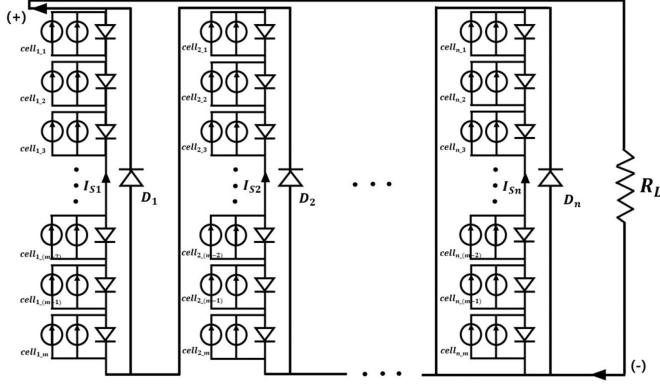 (+)
cell1_1 cell2_1 celln_1
cell1_2 cell2_2 celln_2
cell1_3 cell2_3 celln_3
IS1 D1 IS2 D2 ISn Dn RL
cell1_(m-2) cell2_(m-2) celln_(m-2)
cell1_(m-1) cell2_(m-1) celln_(m-1)
cell1_m cell2_m celln_m
(-)